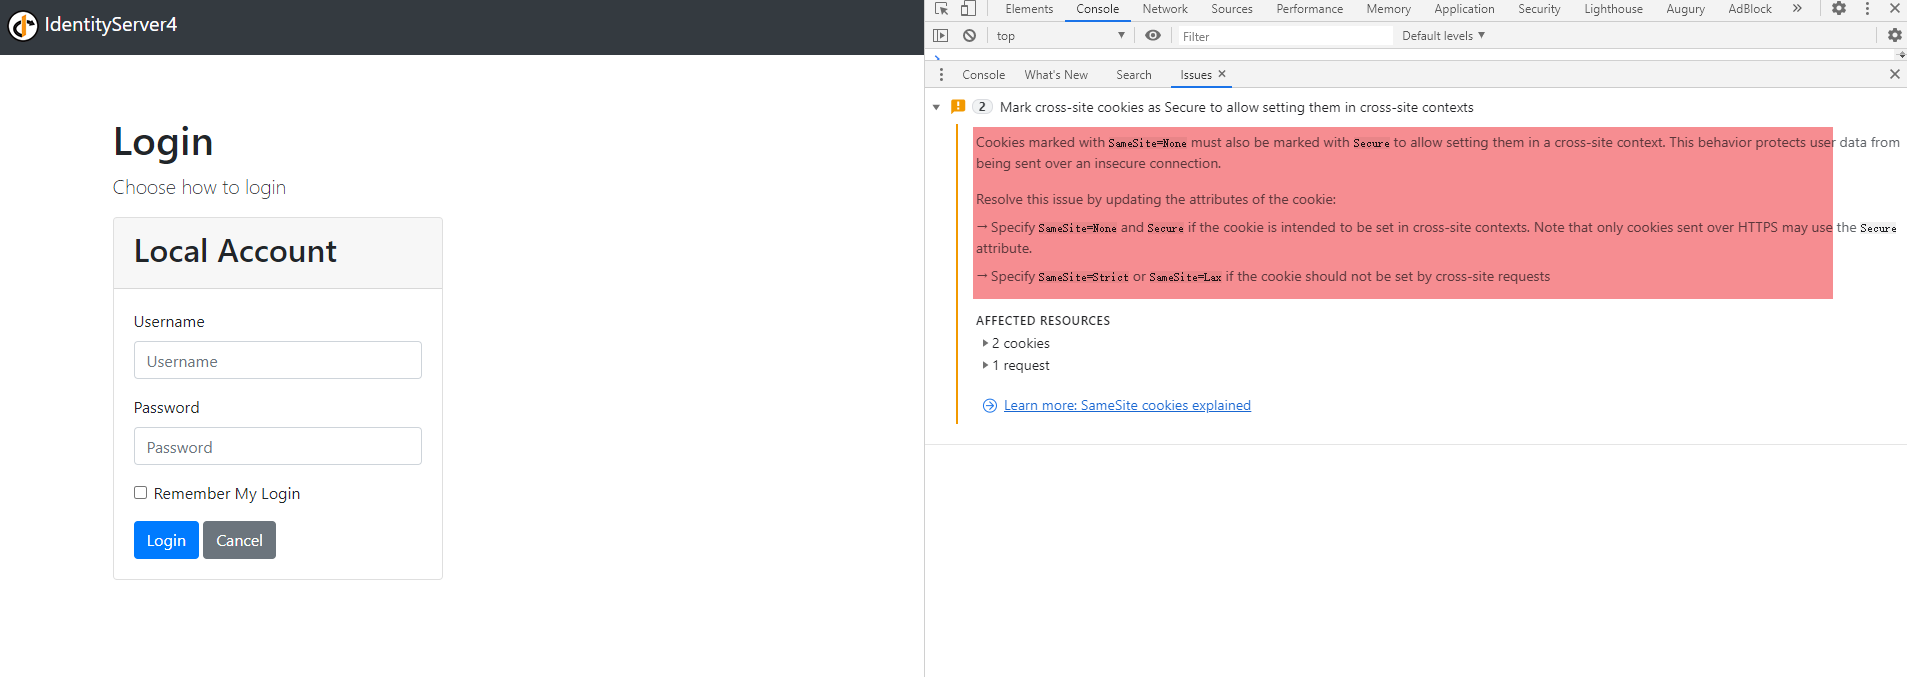 IdentityServer4
Login
Choose how to login
Local Account
Username
Username
Password
Password
Remember My Login
Login Cancel
Elements Console Network Sources Performance Memory Application Security Lighthouse Augury AdBlock »
top Filter Default levels
Console What's New Search Issues
2 Mark cross-site cookies as Secure to allow setting them in cross-site contexts
Cookies marked with SameSite=None must also be marked with Secure to allow setting them in a cross-site context. This behavior protects user data from
being sent over an insecure connection.
Resolve this issue by updating the attributes of the cookie:
→ Specify SameSite=None and Secure if the cookie is intended to be set in cross-site contexts. Note that only cookies sent over HTTPS may use the Secure
attribute.
→ Specify SameSite=Strict or SameSite=Lax if the cookie should not be set by cross-site requests
AFFECTED RESOURCES
2 cookies
1 request
Learn more: SameSite cookies explained